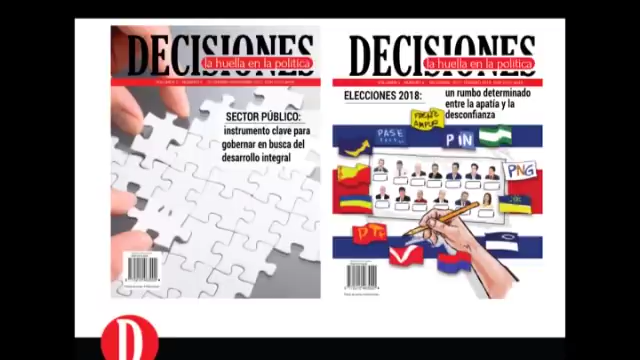 DECISIONES
la huella en la política
SECTOR PÚBLICO:
instrumento clave para
gobernar en busca del
desarrollo integral
DECISIONES
la huella en la política
ELECCIONES 2018:
un rumbo determinado
entre la apatía y la
desconfianza
FRENTE
AMPLIO
PASE
PIN
PNG
PT
V
D